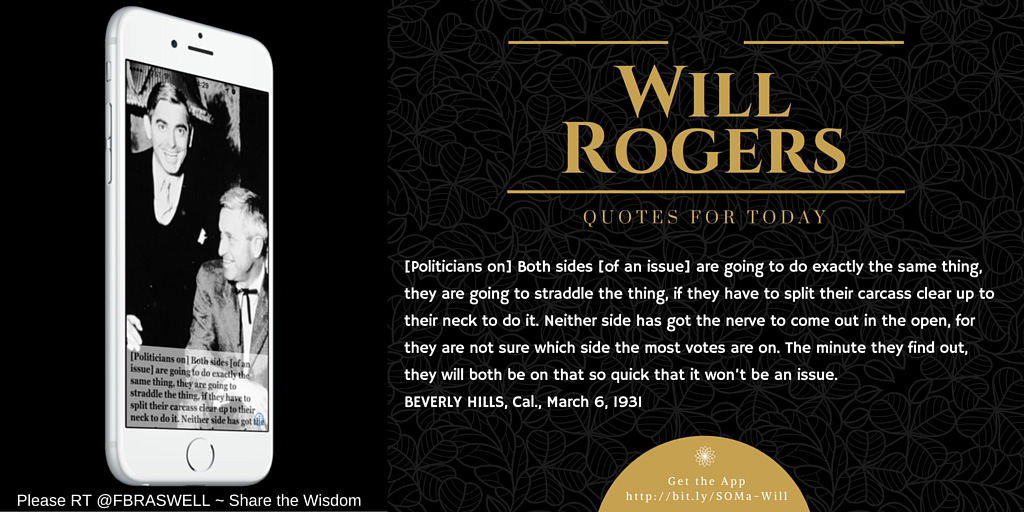 :29
[Politicians on] Both sides [of an
issue] are going to do exactly the
same thing, they are going to
straddle the thing, if they have to
split their carcass clear up to their
neck to do it. Neither side has got the
Please RT @FBRASWELL ~ Share the Wisdom
WILL
ROGERS
QUOTES FOR TODAY
[Politicians on] Both sides [of an issue] are going to do exactly the same thing,
they are going to straddle the thing, if they have to split their carcass clear up to
their neck to do it. Neither side has got the nerve to come out in the open, for
they are not sure which side the most votes are on. The minute they find out,
they will both be on that so quick that it won't be an issue.
BEVERLY HILLS, Cal., March 6, 1931
Get the App
http://bit.ly/SOMa-Will